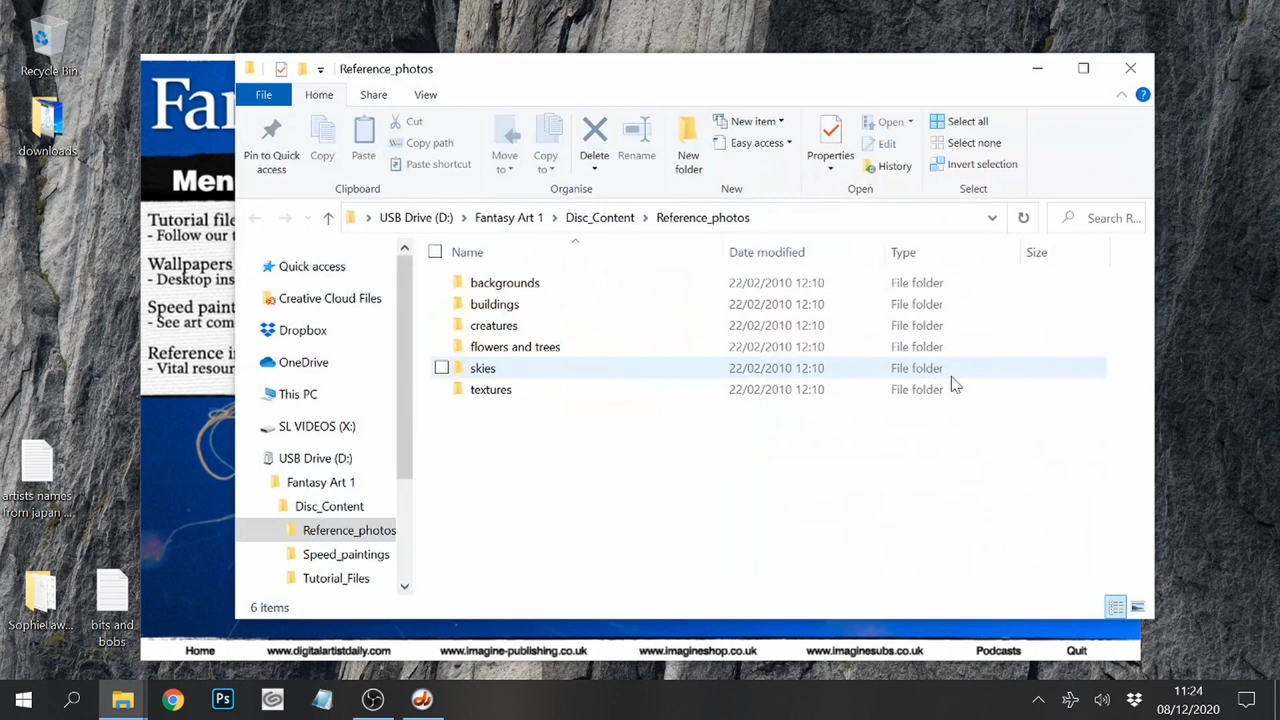 Recycle Bin
downloads
artists names
from japan ...
SophieLaw...
bits and
bobs
Fan
Men
Tutorial file
- Follow our t
Wallpapers
- Desktop ins
Speed paint
- See art com
Reference i
- Vital resour
Reference_photos
File
Home
Share
View
Pin to Quick
access
Copy
Paste
Cut
Copy path
Paste shortcut
Clipboard
Move
to
Copy
to
Delete
Rename
Organise
New
folder
New item
Easy access
New
Properties
Open
Edit
History
Open
Select all
Select none
Invert selection
Select
USB Drive (D:) > Fantasy Art 1 > Disc_Content > Reference_photos
Search R...
Quick access
Creative Cloud Files
Dropbox
OneDrive
This PC
SL VIDEOS (X:)
USB Drive (D:)
Fantasy Art 1
Disc_Content
Reference_photos
Speed_paintings
Tutorial_Files
Name Date modified Type Size
backgrounds 22/02/2010 12:10 File folder
buildings 22/02/2010 12:10 File folder
creatures 22/02/2010 12:10 File folder
flowers and trees 22/02/2010 12:10 File folder
skies 22/02/2010 12:10 File folder
textures 22/02/2010 12:10 File folder
6 items
Home www.digitalartistdaily.com www.imagine-publishing.co.uk www.imagineshop.co.uk www.imaginesubs.co.uk Podcasts Quit
Ps
11:24
08/12/2020